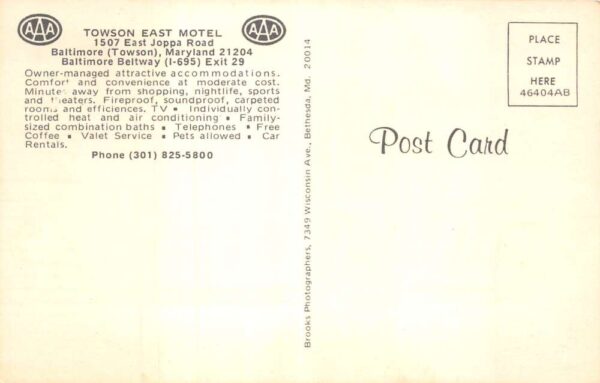 AAA
AAA
TOWSON EAST MOTEL
1507 East Joppa Road
Baltimore (Towson), Maryland 21204
Baltimore Beltway (I-695) Exit 29
Owner-managed attractive accommodations.
Comfort and convenience at moderate cost.
Minutes away from shopping, nightlife, sports
and theaters. Fireproof, soundproof, carpeted
rooms and efficiences. TV ▪ Individually con-
trolled heat and air conditioning ▪ Family-
sized combination baths ▪ Telephones ▪ Free
Coffee ▪ Valet Service ▪ Pets allowed ▪ Car
Rentals.
Phone (301) 825-5800
Brooks Photographers, 7349 Wisconsin Ave., Bethesda, Md. 20014
Post Card
PLACE
STAMP
HERE
46404AB